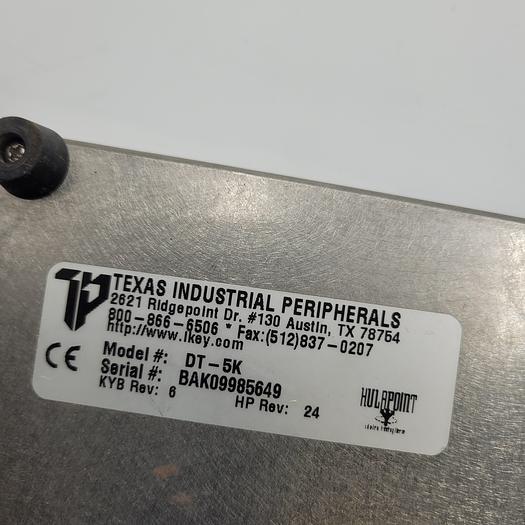 TEXAS INDUSTRIAL PERIPHERALS
2621 Ridgepoint Dr. #130 Austin, TX 78754
800-866-6506 * Fax:(512)837-0207
http://www.ikey.com
CE
Model #: DT-5K
Serial #: BAK09985649
KYB Rev: 6 HP Rev: 24
HULAPOINT